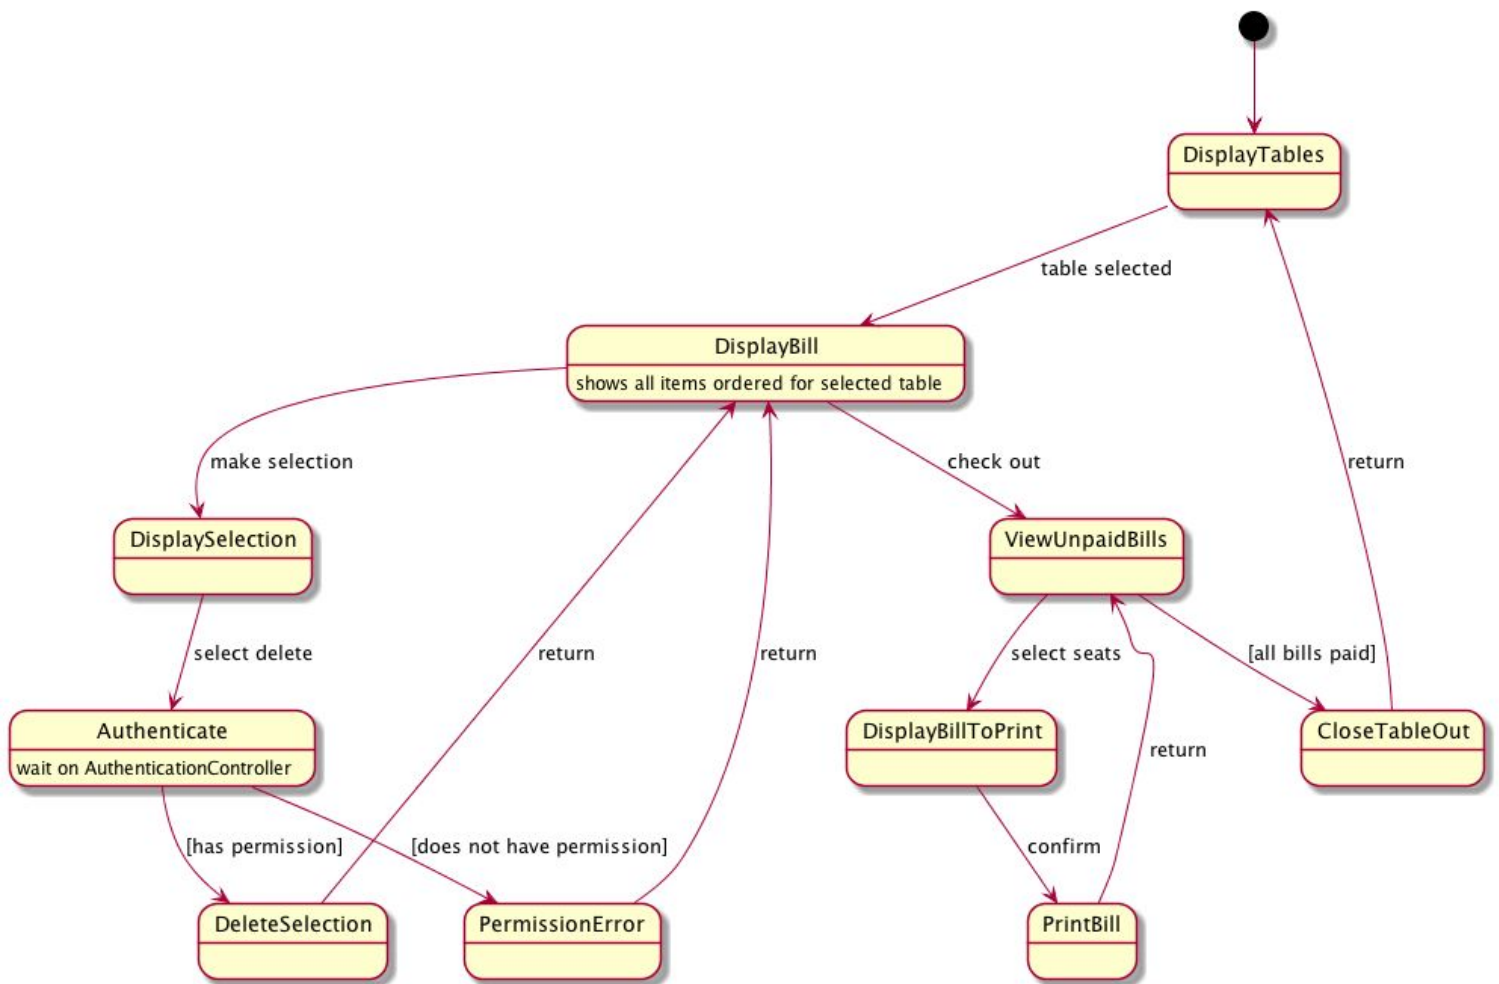 DisplayTables
table selected
DisplayBill
shows all items ordered for selected table
make selection
check out
return
DisplaySelection
ViewUnpaidBills
select delete
return
return
select seats
[all bills paid]
Authenticate
wait on AuthenticationController
DisplayBillToPrint
return
CloseTableOut
[has permission]
[does not have permission]
confirm
DeleteSelection
PermissionError
PrintBill